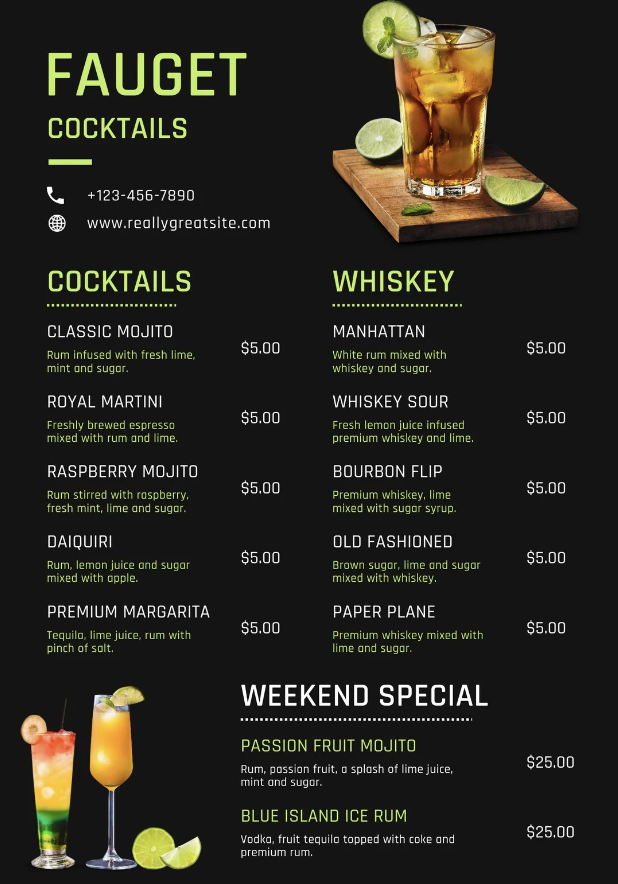 FAUGET
COCKTAILS
+123-456-7890
www.reallygreatsite.com
COCKTAILS
CLASSIC MOJITO
Rum infused with fresh lime,
mint and sugar.
$5.00
ROYAL MARTINI
Freshly brewed espresso
mixed with rum and lime.
$5.00
RASPBERRY MOJITO
Rum stirred with raspberry,
fresh mint, lime and sugar.
$5.00
DAIQUIRI
Rum, lemon juice and sugar
mixed with apple.
$5.00
PREMIUM MARGARITA
Tequila, lime juice, rum with
pinch of salt.
$5.00
WHISKEY
MANHATTAN
White rum mixed with
whiskey and sugar.
$5.00
WHISKEY SOUR
Fresh lemon juice infused
premium whiskey and lime.
$5.00
BOURBON FLIP
Premium whiskey, lime
mixed with sugar syrup.
$5.00
OLD FASHIONED
Brown sugar, lime and sugar
mixed with whiskey.
$5.00
PAPER PLANE
Premium whiskey mixed with
lime and sugar.
$5.00
WEEKEND SPECIAL
PASSION FRUIT MOJITO
Rum, passion fruit, a splash of lime juice,
mint and sugar.
$25.00
BLUE ISLAND ICE RUM
Vodka, fruit tequila topped with coke and
premium rum.
$25.00